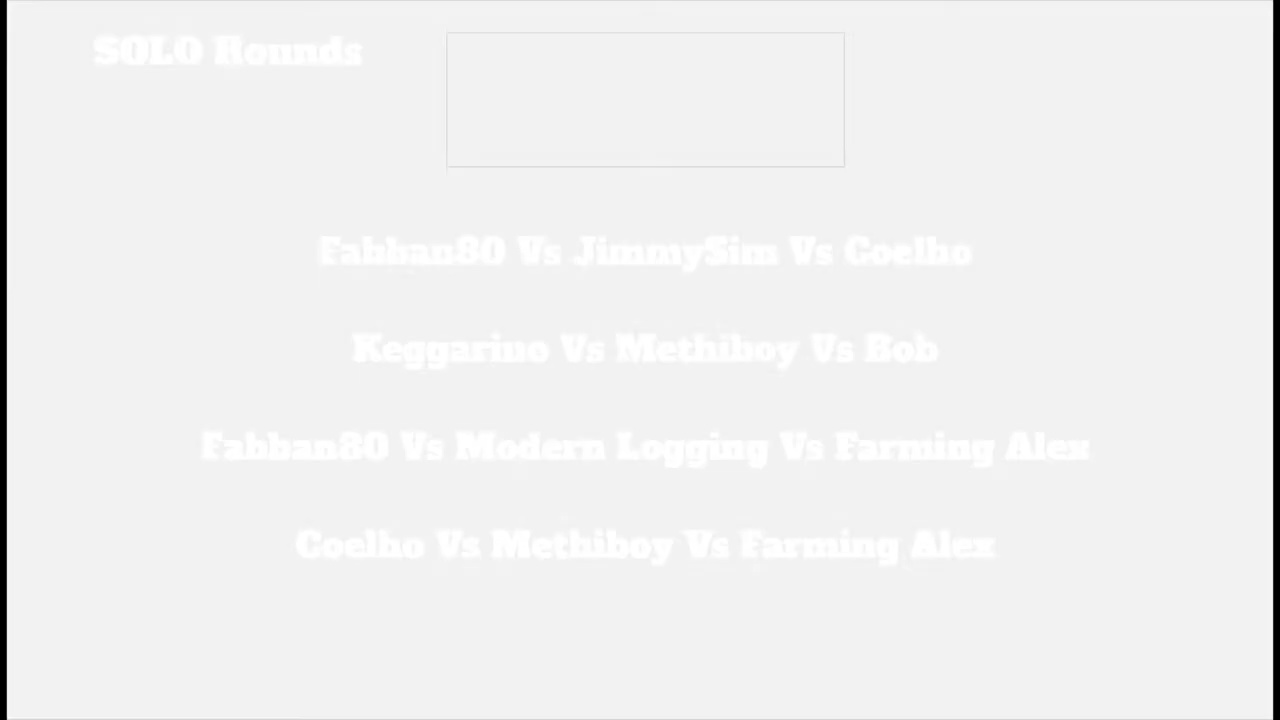 SOLO Rounds
Fabban80 Vs JimmySim Vs Coelho
Keggarino Vs Methiboy Vs Bob
Fabban80 Vs Modern Logging Vs Farming Alex
Coelho Vs Methiboy Vs Farming Alex